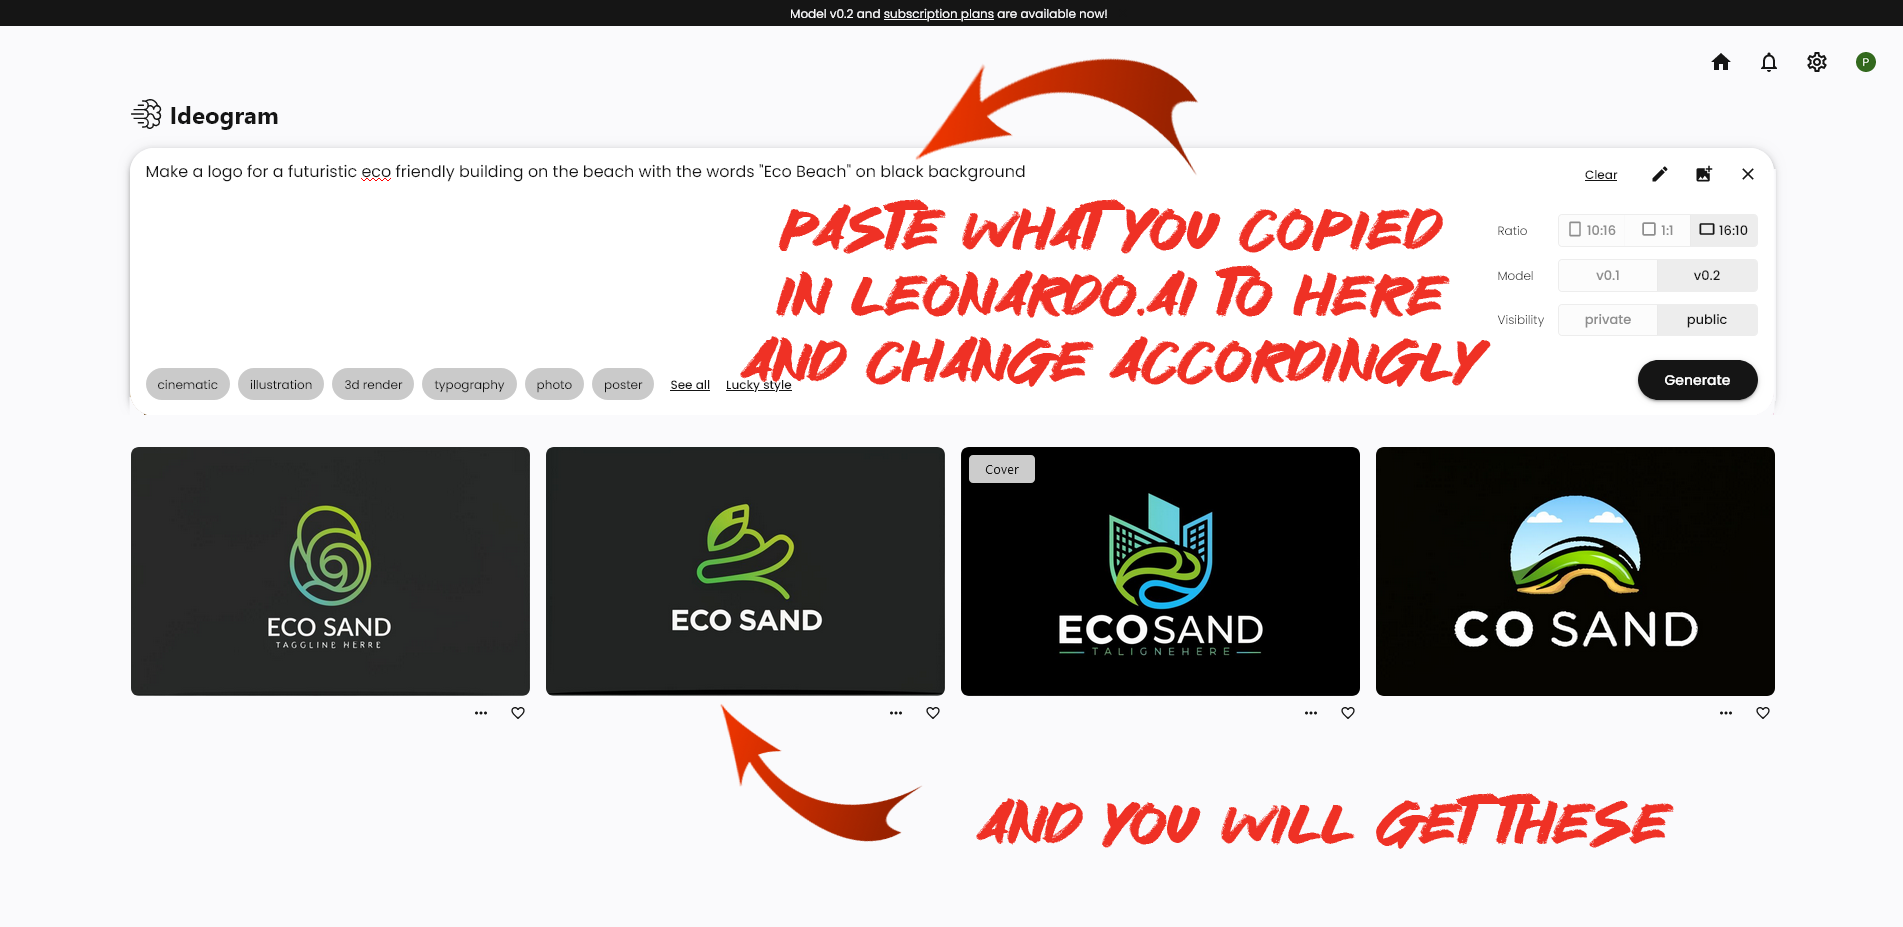 Model v0.2 and subscription plans are available now!
P
Ideogram
Make a logo for a futuristic eco friendly building on the beach with the words "Eco Beach" on black background
Clear
PASTE WHAT YOU COPIED
IN LEONARDO.AI TO HERE
AND CHANGE ACCORDINGLY
Ratio 10:16 1:1 16:10
Model v0.1 v0.2
Visibility private public
cinematic illustration 3d render typography photo poster See all Lucky style
Generate
ECO SAND
TAGGLINE HERRE
ECO SAND
Cover
ECOSAND
TALIGNEHERE
CO SAND
AND YOU WILL GET THESE